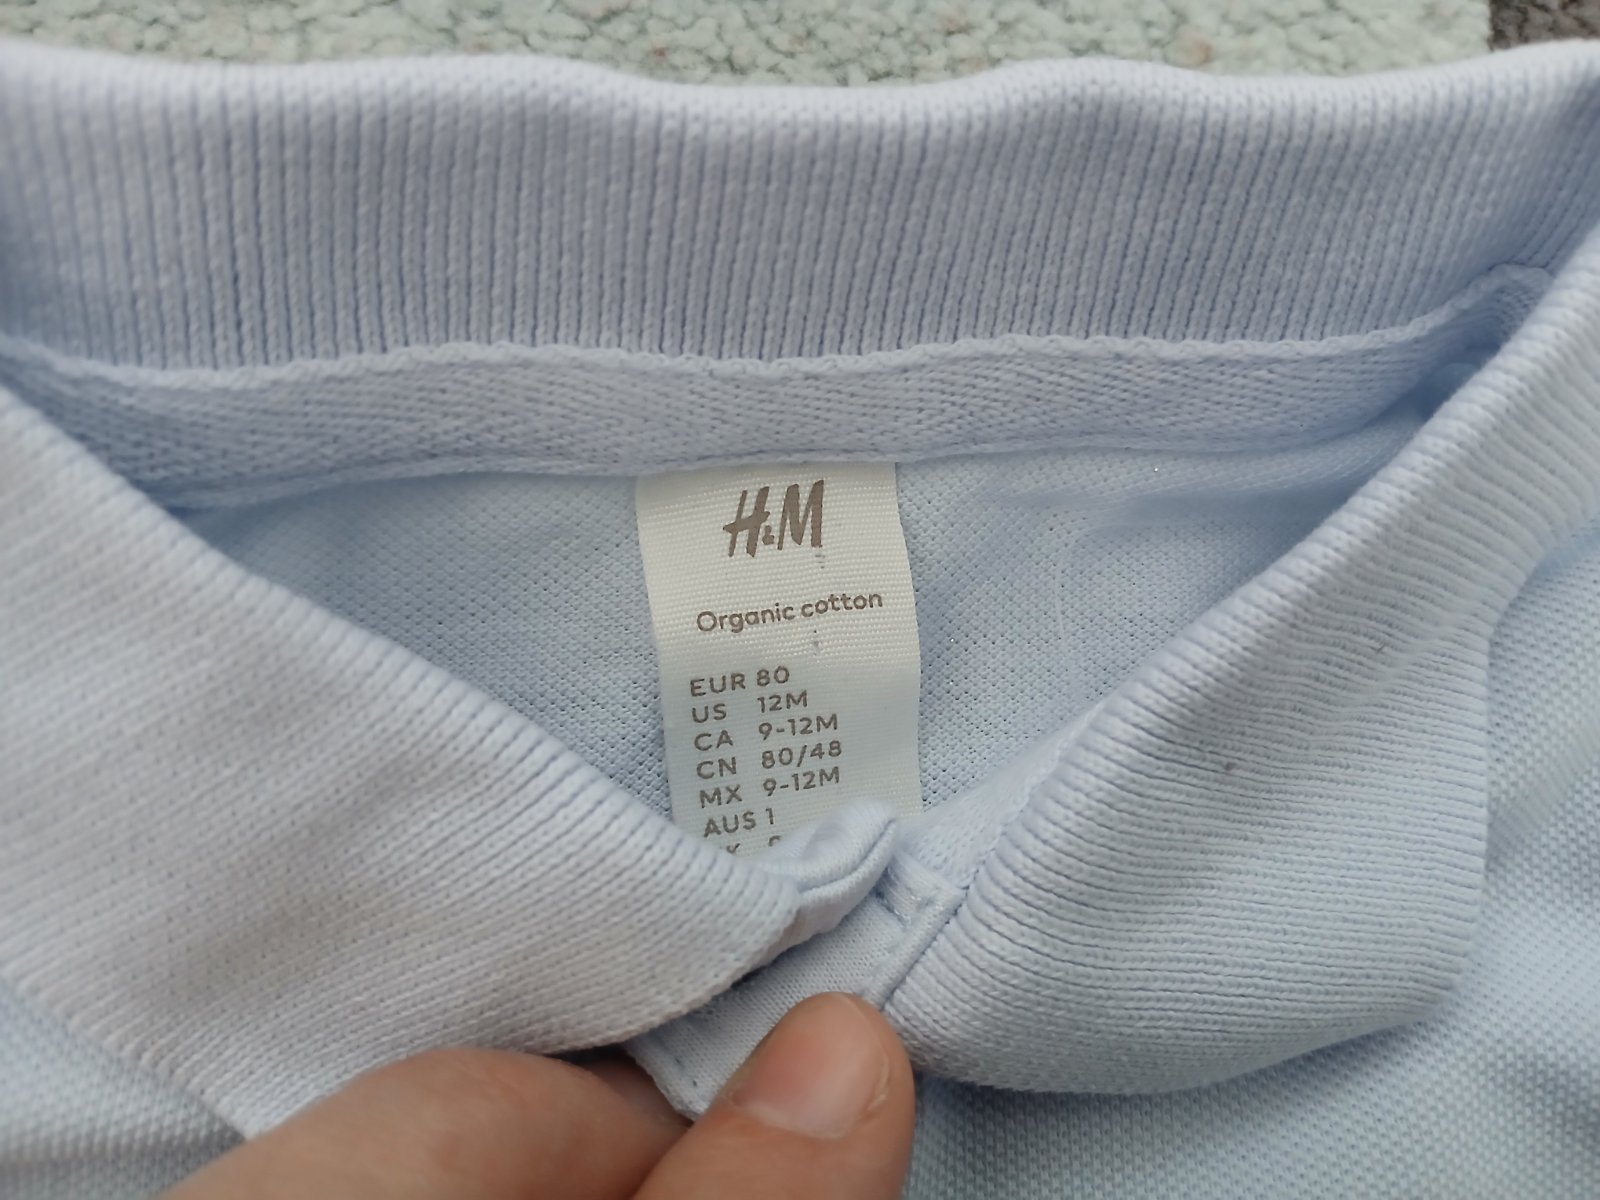 H&M
Organic cotton
EUR 80
US 12M
CA 9-12M
CN 80/48
MX 9-12M
AUS 1